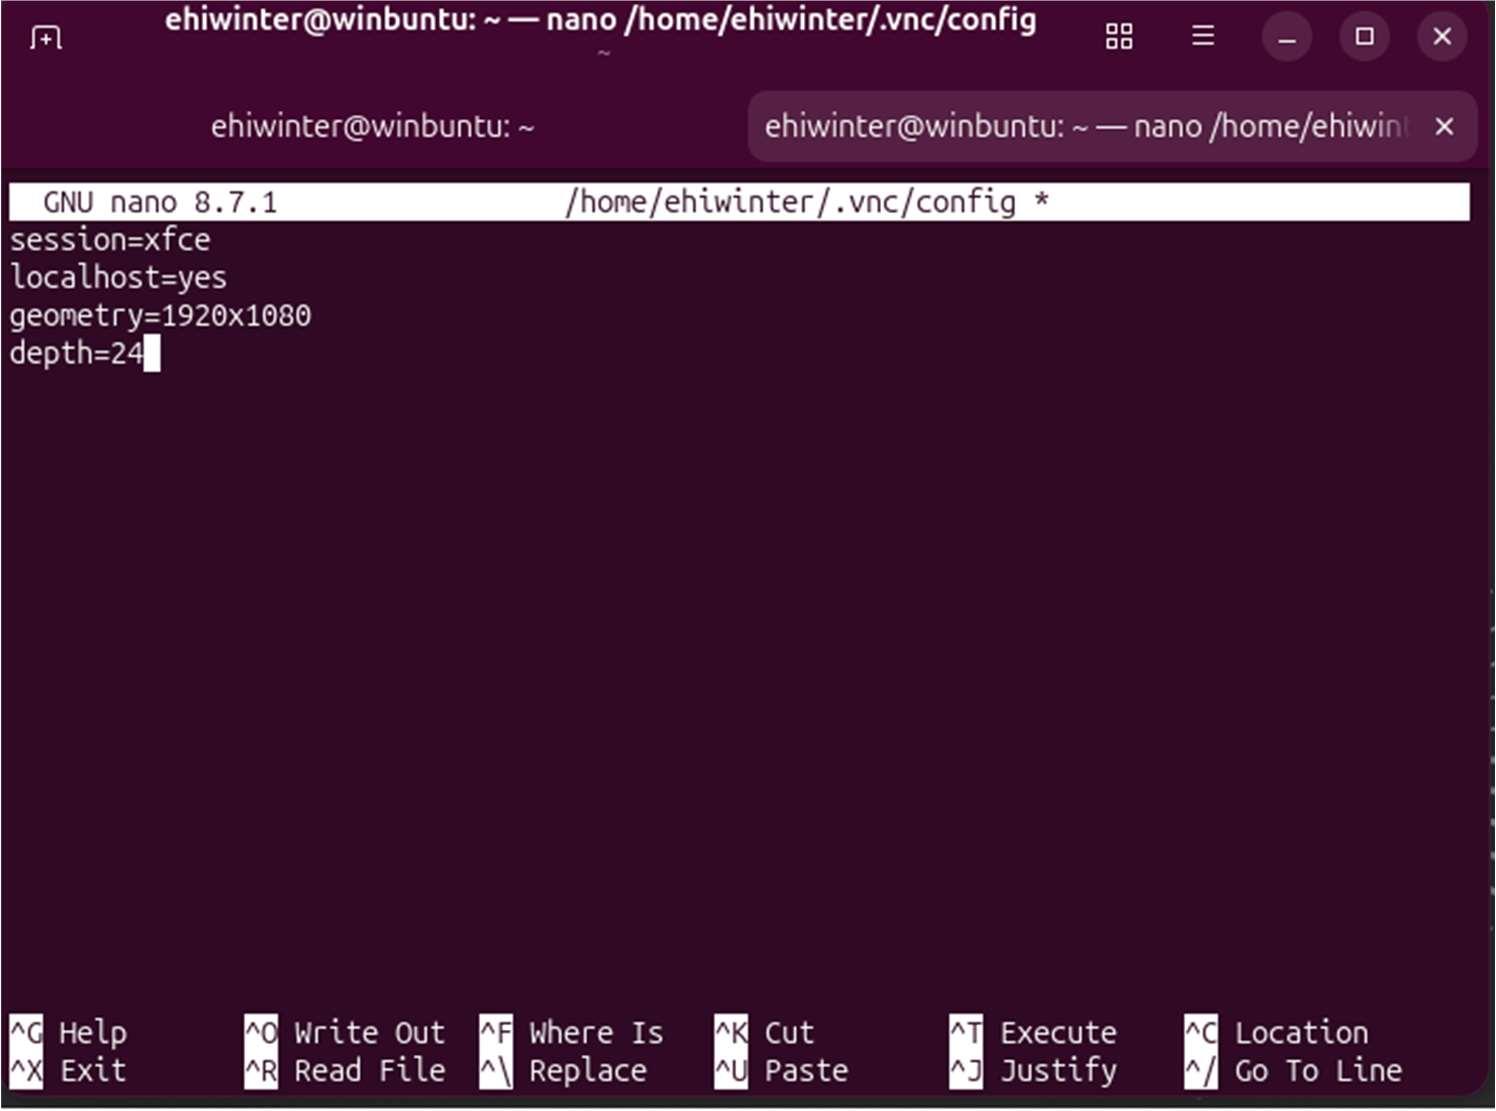 ehiwinter@winbuntu: ~ — nano /home/ehiwinter/.vnc/config
~
ehiwinter@winbuntu: ~
ehiwinter@winbuntu: ~ — nano /home/ehiwin
GNU nano 8.7.1 /home/ehiwinter/.vnc/config *
session=xfce
localhost=yes
geometry=1920x1080
depth=24
^G Help ^O Write Out ^F Where Is ^K Cut ^T Execute ^C Location
^X Exit ^R Read File ^\ Replace ^U Paste ^J Justify ^/ Go To Line